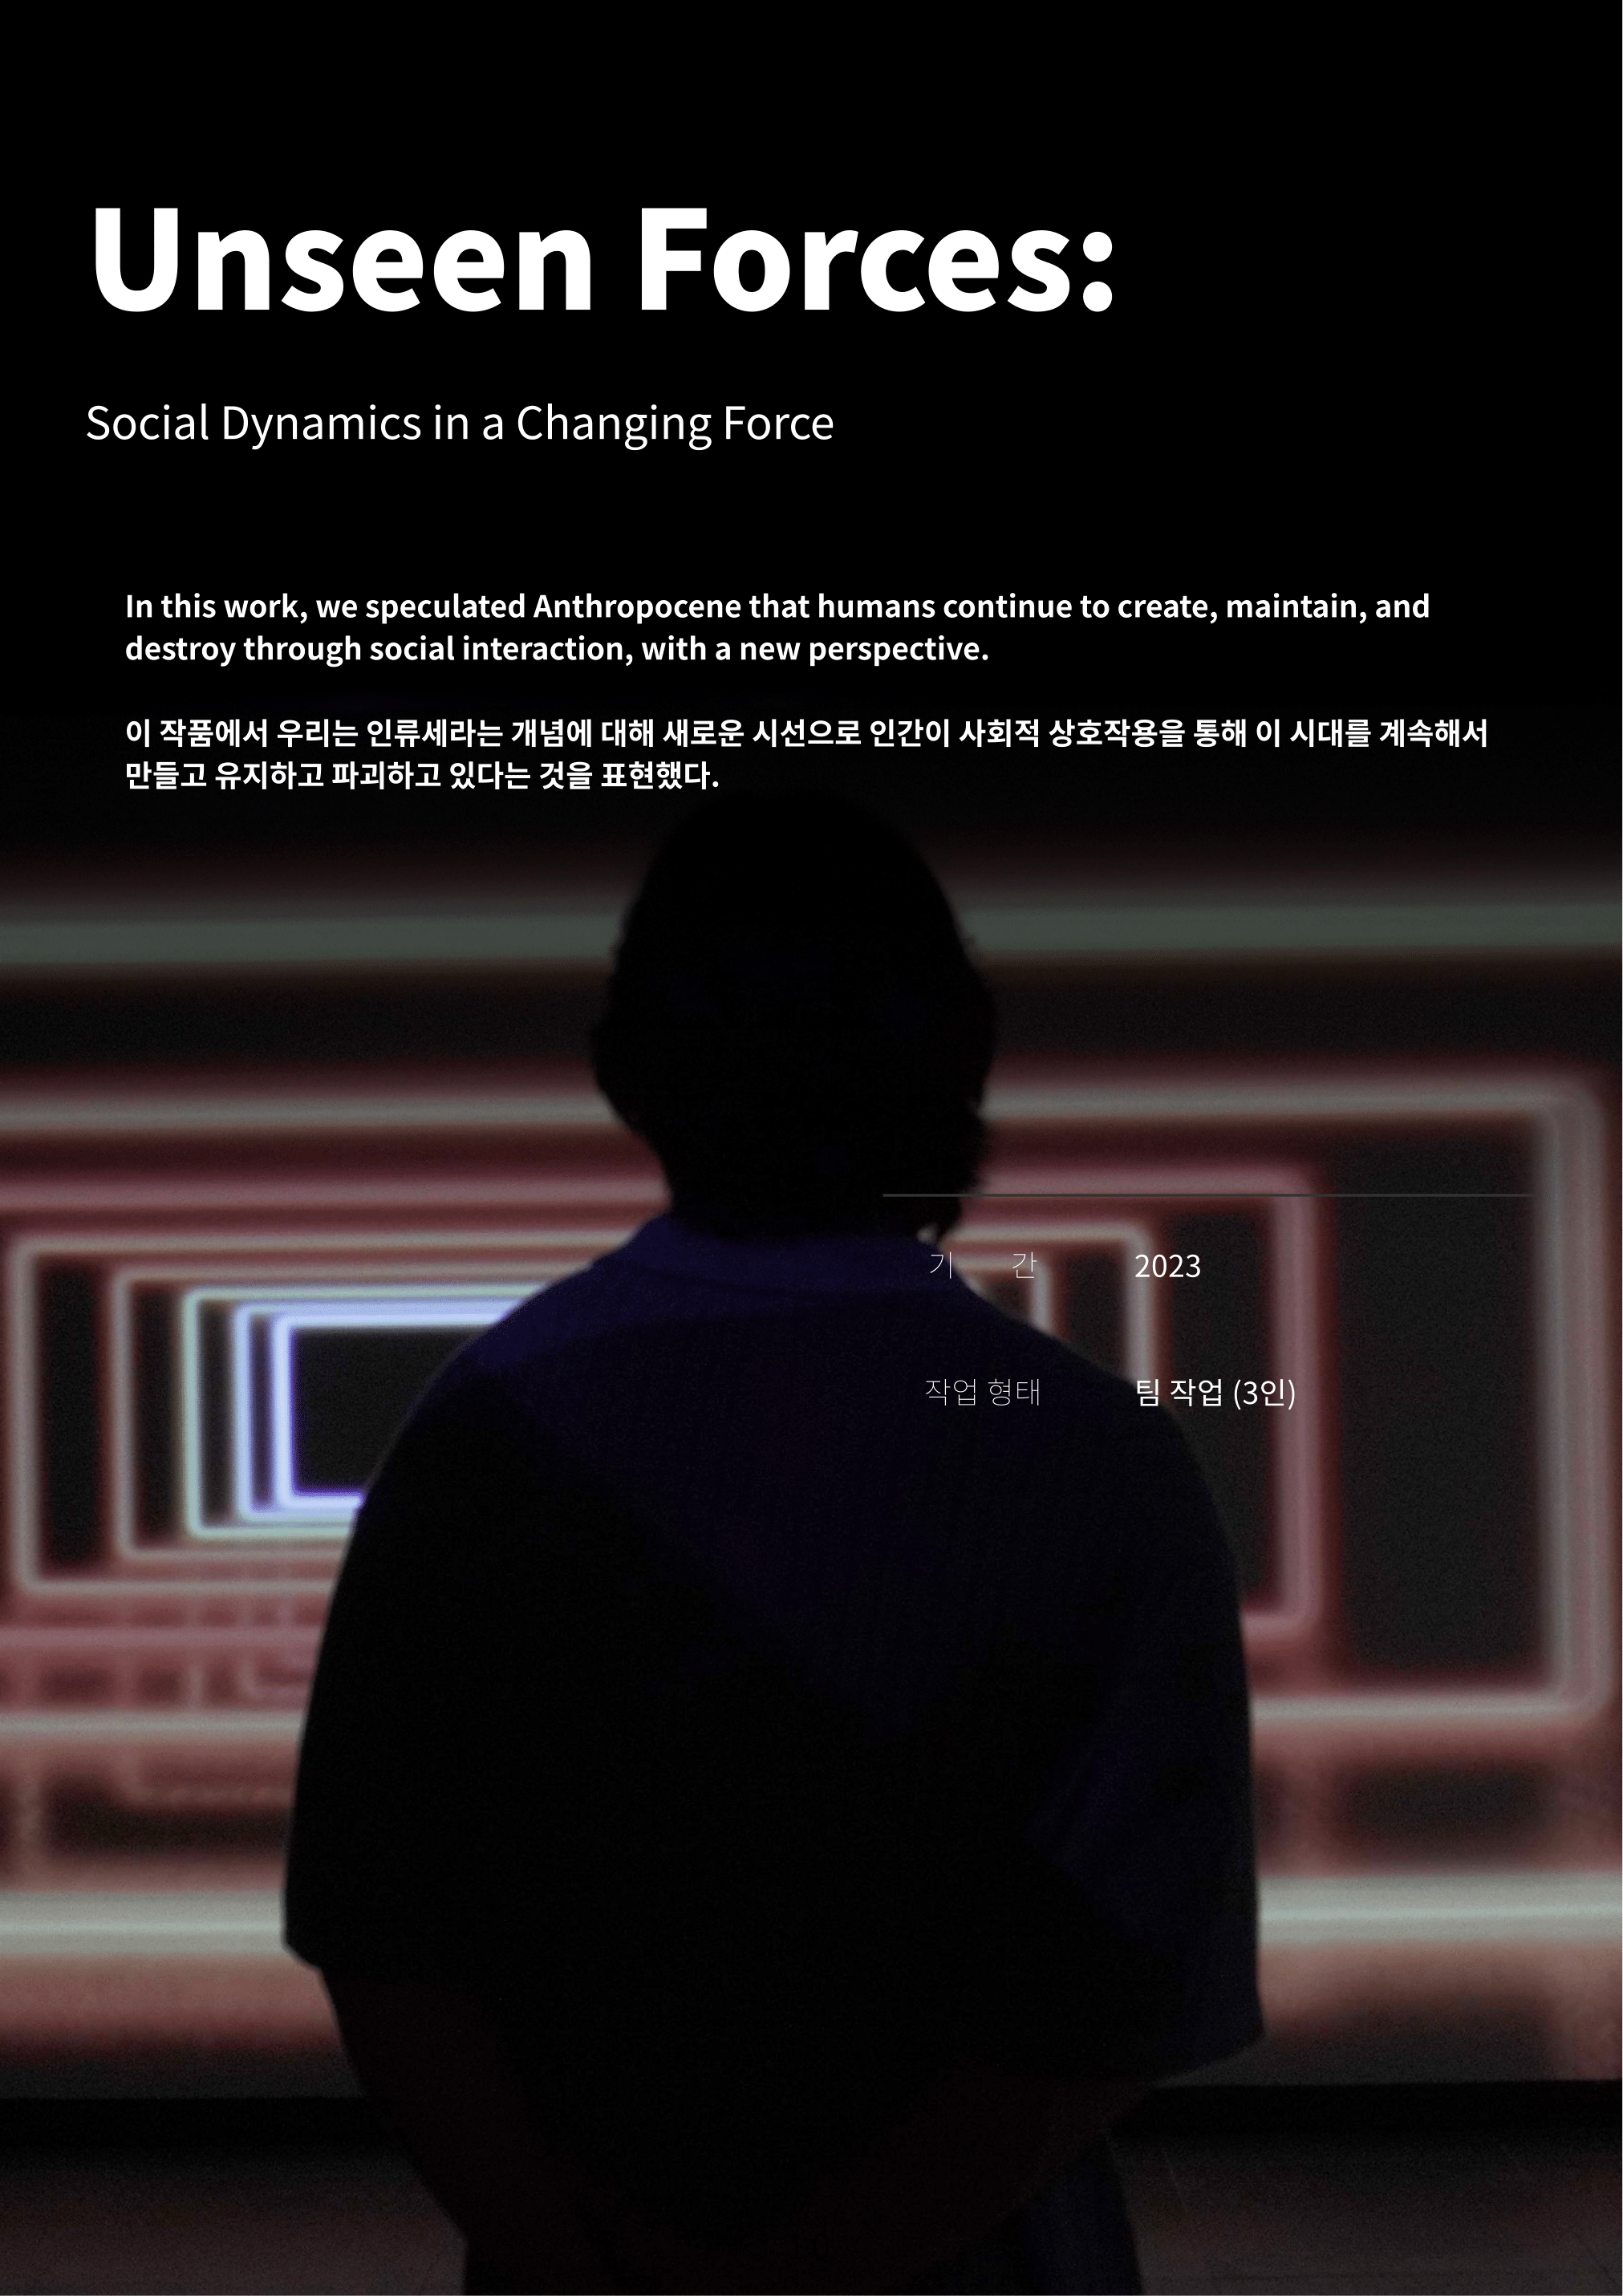 Unseen Forces:
Social Dynamics in a Changing Force
In this work, we speculated Anthropocene that humans continue to create, maintain, and
destroy through social interaction, with a new perspective.
이 작품에서 우리는 인류세라는 개념에 대해 새로운 시선으로 인간이 사회적 상호작용을 통해 이 시대를 계속해서
만들고 유지하고 파괴하고 있다는 것을 표현했다.
기 간 2023
작업 형태 팀 작업 (3인)